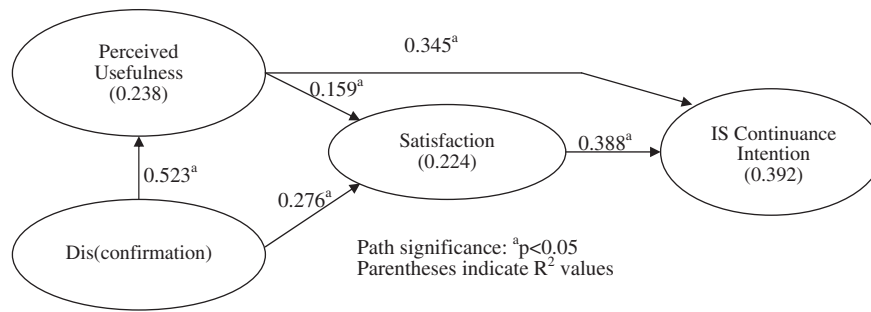 Perceived
Usefulness
(0.238)
0.345ᵃ
0.159ᵃ
Satisfaction
(0.224)
0.388ᵃ
IS Continuance
Intention
(0.392)
0.523ᵃ
0.276ᵃ
Dis(confirmation)
Path significance: ᵃp<0.05
Parentheses indicate R² values